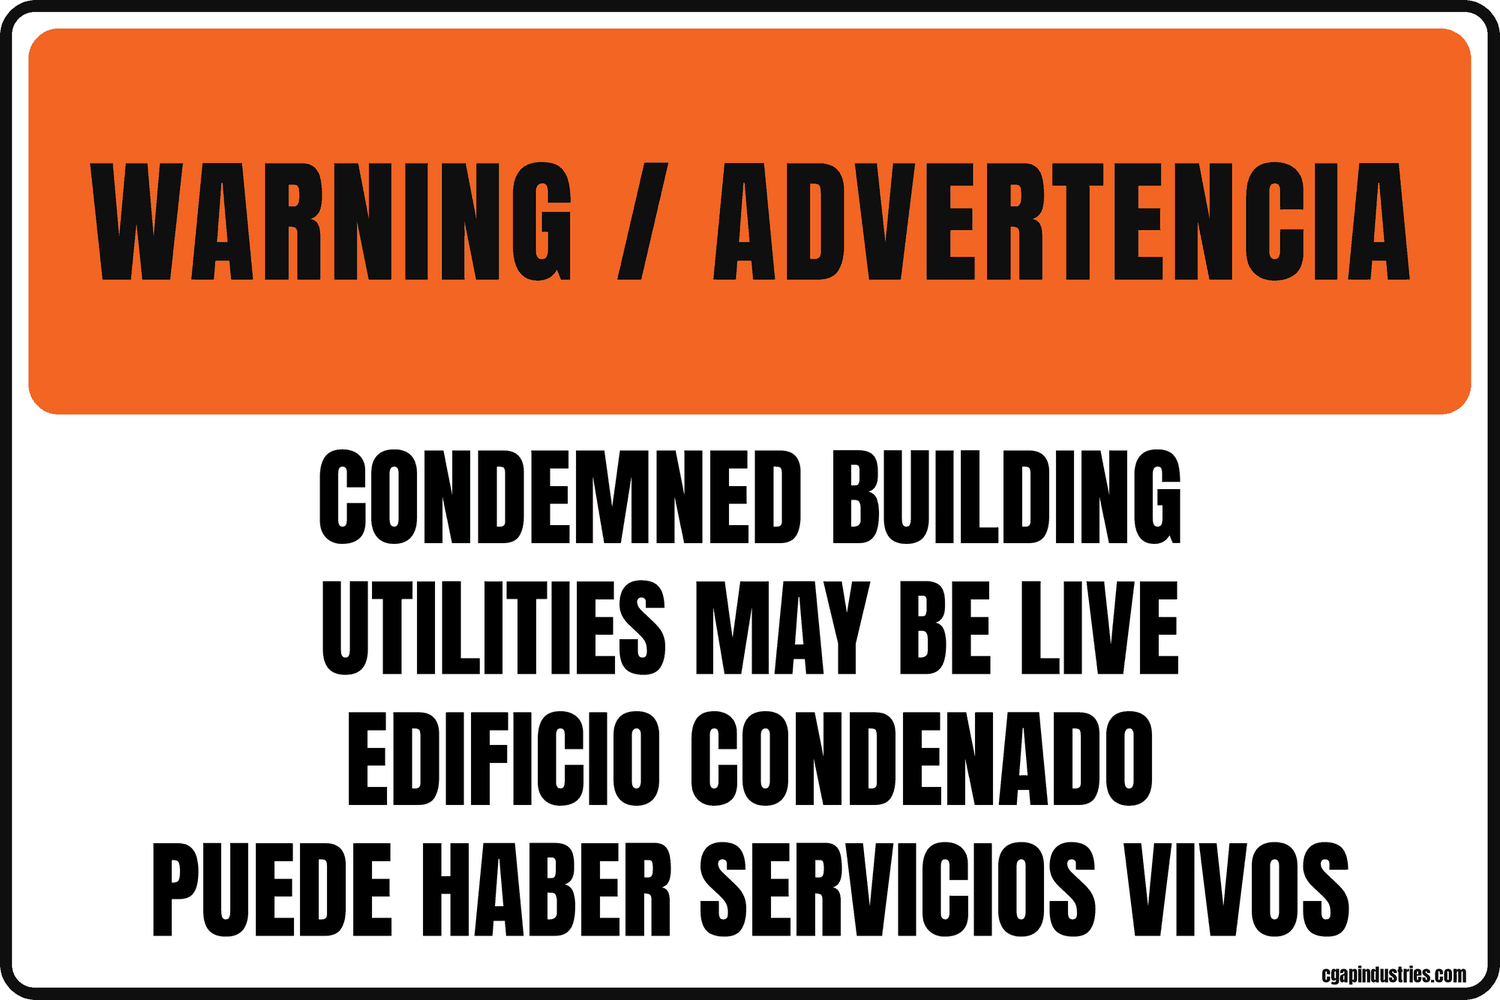 WARNING / ADVERTENCIA
CONDEMNED BUILDING
UTILITIES MAY BE LIVE
EDIFICIO CONDENADO
PUEDE HABER SERVICIOS VIVOS
cgapindustries.com